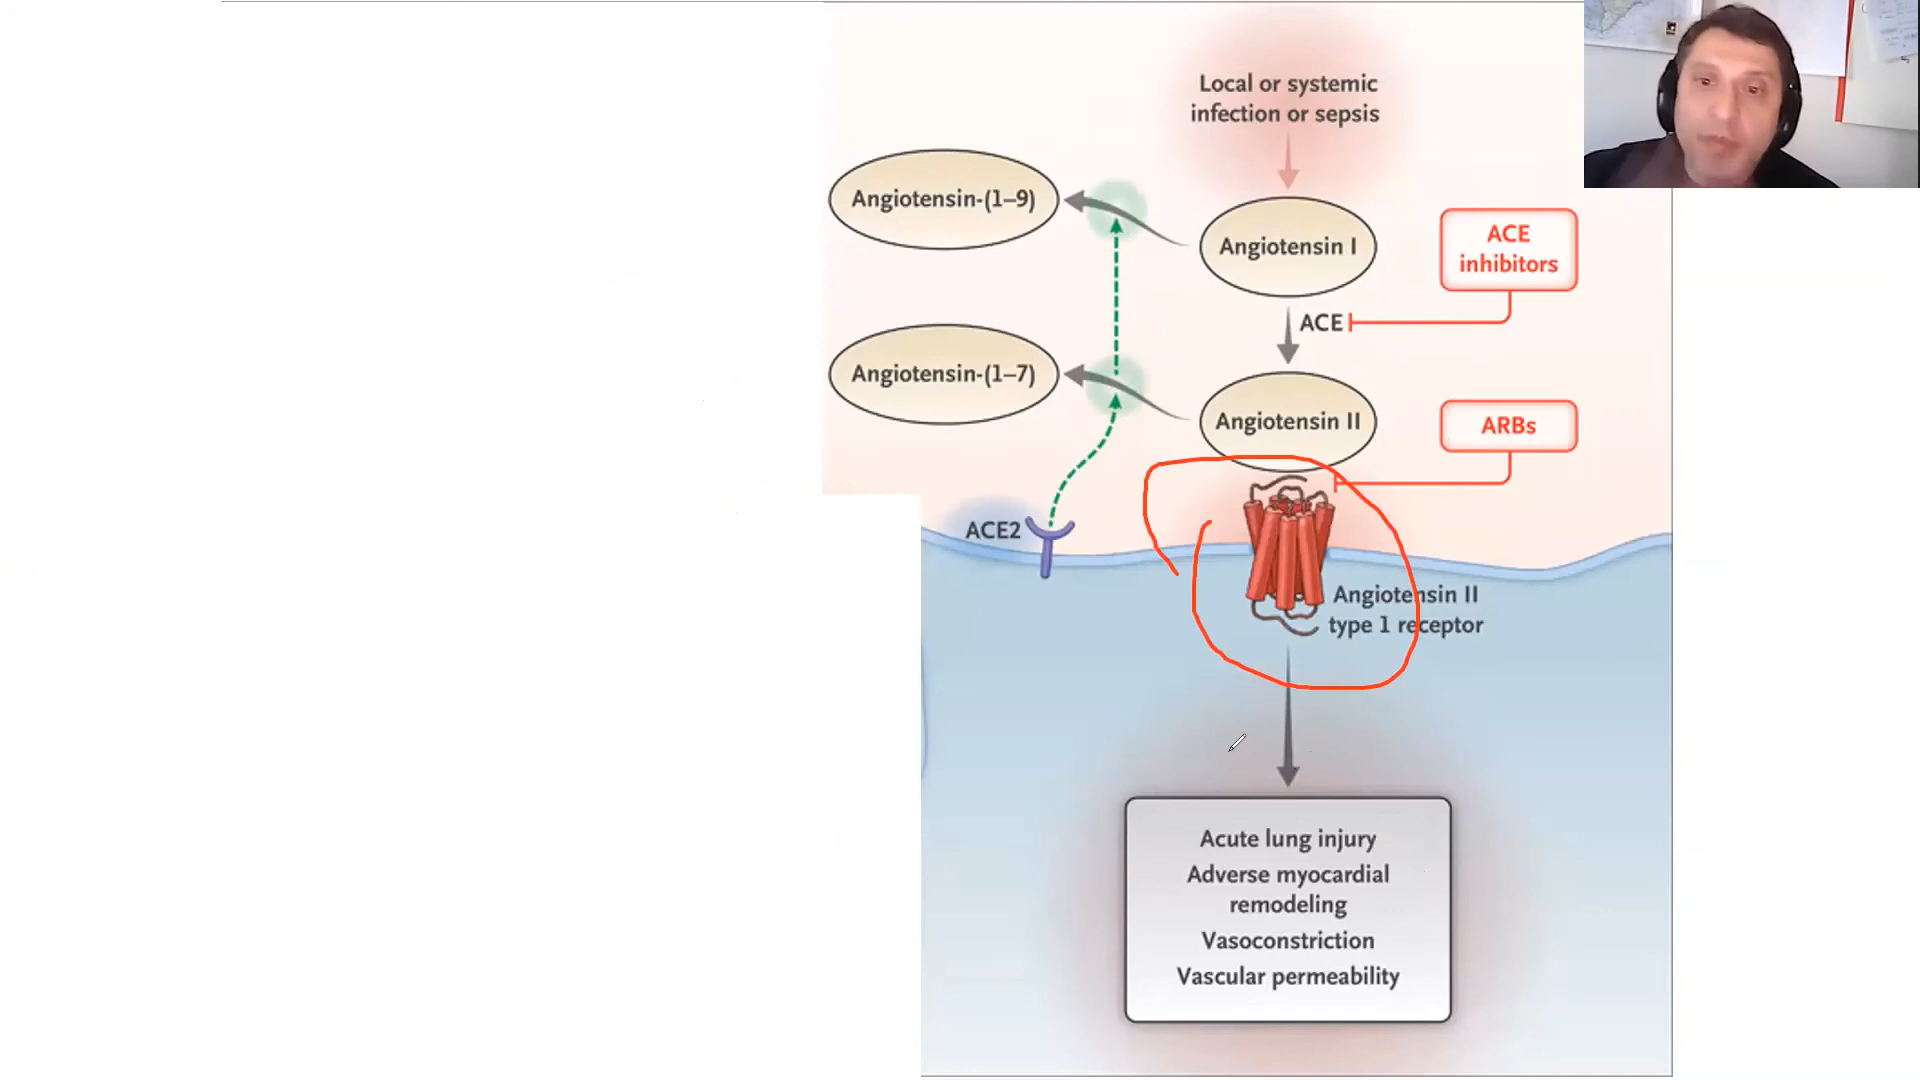 Local or systemic
infection or sepsis
Angiotensin-(1–9)
Angiotensin I
ACE
inhibitors
ACE
Angiotensin-(1–7)
Angiotensin II
ARBs
ACE2
Angiotensin II
type 1 receptor
Acute lung injury
Adverse myocardial
remodeling
Vasoconstriction
Vascular permeability